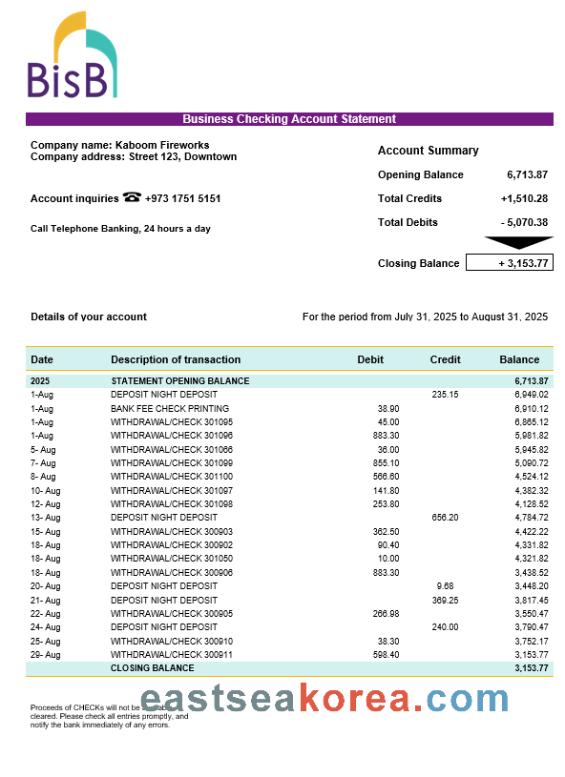 BisB
Business Checking Account Statement
Company name: Kaboom Fireworks
Company address: Street 123, Downtown
Account inquiries ☎ +973 1751 5151
Call Telephone Banking, 24 hours a day
Account Summary
Opening Balance 6,713.87
Total Credits +1,510.28
Total Debits - 5,070.38
Closing Balance + 3,153.77
Details of your account For the period from July 31, 2025 to August 31, 2025
Date Description of transaction Debit Credit Balance
2025 STATEMENT OPENING BALANCE 6,713.87
1-Aug DEPOSIT NIGHT DEPOSIT 235.15 6,949.02
1-Aug BANK FEE CHECK PRINTING 38.90 6,910.12
1-Aug WITHDRAWAL/CHECK 301095 45.00 6,865.12
1-Aug WITHDRAWAL/CHECK 301096 883.30 5,981.82
5- Aug WITHDRAWAL/CHECK 301066 36.00 5,945.82
7- Aug WITHDRAWAL/CHECK 301099 855.10 5,090.72
8- Aug WITHDRAWAL/CHECK 301100 566.60 4,524.12
10- Aug WITHDRAWAL/CHECK 301097 141.80 4,382.32
12- Aug WITHDRAWAL/CHECK 301098 253.80 4,128.52
13- Aug DEPOSIT NIGHT DEPOSIT 656.20 4,784.72
15- Aug WITHDRAWAL/CHECK 300903 362.50 4,422.22
18- Aug WITHDRAWAL/CHECK 300902 90.40 4,331.82
18- Aug WITHDRAWAL/CHECK 301050 10.00 4,321.82
18- Aug WITHDRAWAL/CHECK 300906 883.30 3,438.52
20- Aug DEPOSIT NIGHT DEPOSIT 9.68 3,448.20
21- Aug DEPOSIT NIGHT DEPOSIT 369.25 3,817.45
22- Aug WITHDRAWAL/CHECK 300905 266.98 3,550.47
24- Aug DEPOSIT NIGHT DEPOSIT 240.00 3,790.47
25- Aug WITHDRAWAL/CHECK 300910 38.30 3,752.17
29- Aug WITHDRAWAL/CHECK 300911 598.40 3,153.77
CLOSING BALANCE 3,153.77
eastseakorea.com
Proceeds of CHECKs will not be
cleared. Please check all entries promptly, and
notify the bank immediately of any errors.